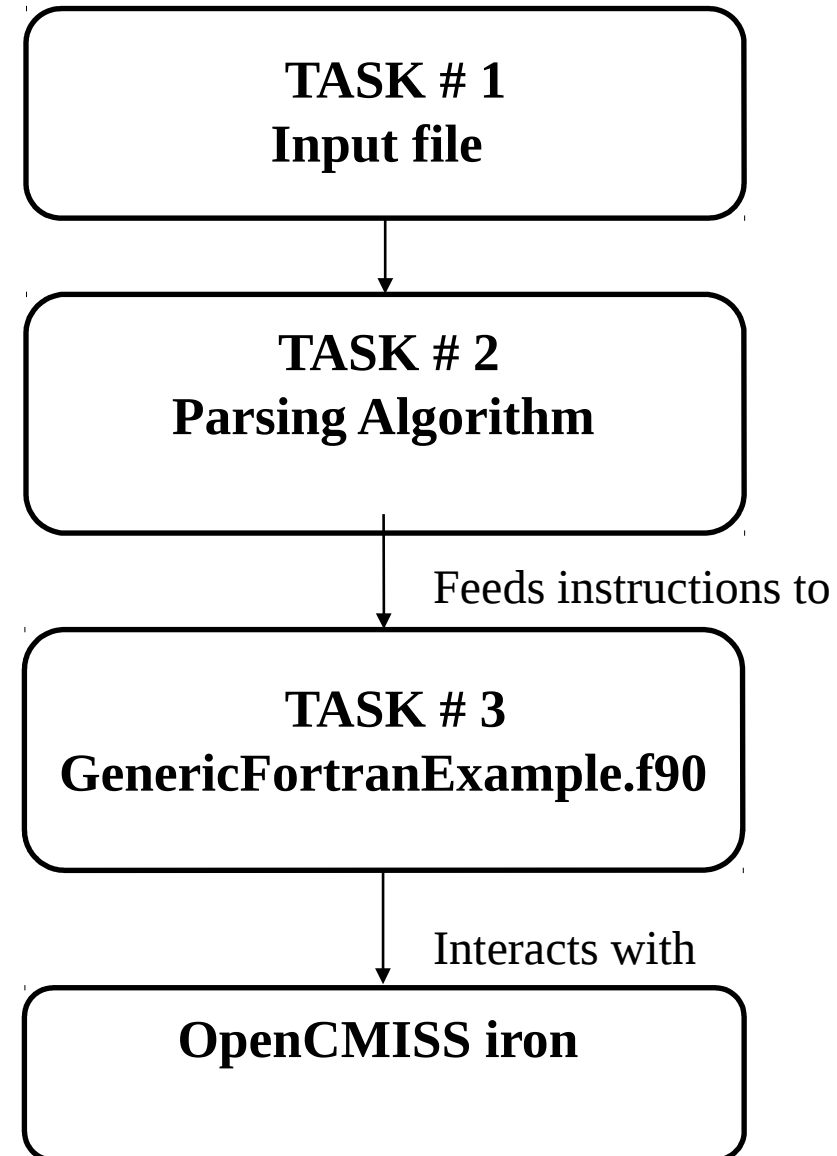 TASK # 1
Input file
TASK # 2
Parsing Algorithm
Feeds instructions to
TASK # 3
GenericFortranExample.f90
Interacts with
OpenCMISS iron